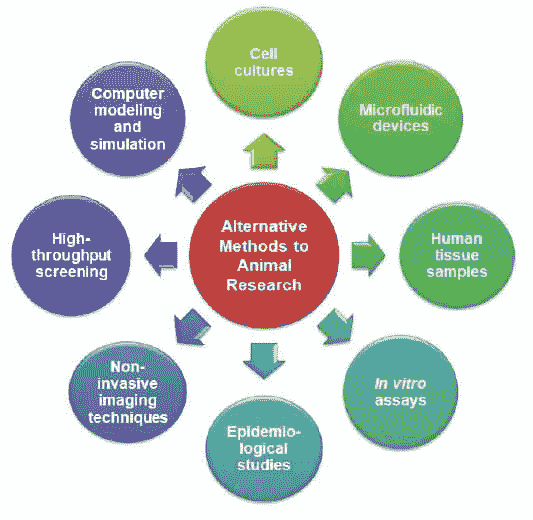 Cell
cultures
Microfluidic
devices
Human
tissue
samples
In vitro
assays
Epidemio-
logical
studies
Non-
invasive
imaging
techniques
High-
throughput
screening
Computer
modeling
and
simulation
Alternative
Methods to
Animal
Research